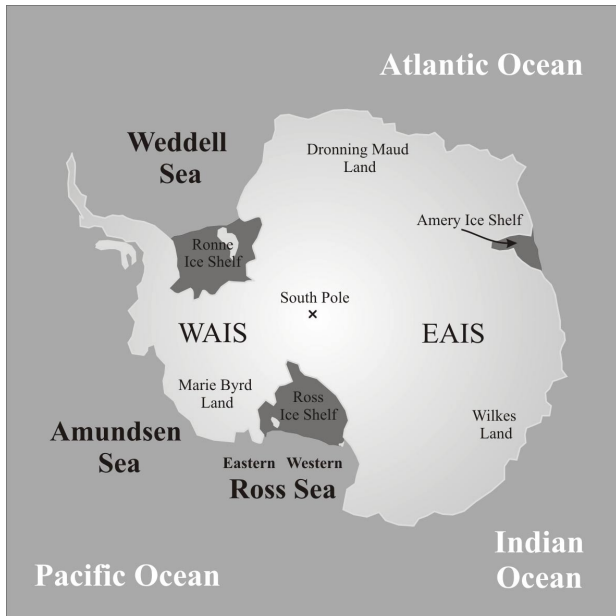 Atlantic Ocean
Weddell
Sea
Dronning Maud
Land
Amery Ice Shelf
Ronne
Ice Shelf
South Pole
WAIS
EAIS
Marie Byrd
Land
Ross
Ice Shelf
Wilkes
Land
Amundsen
Sea
Eastern Western
Ross Sea
Indian
Ocean
Pacific Ocean